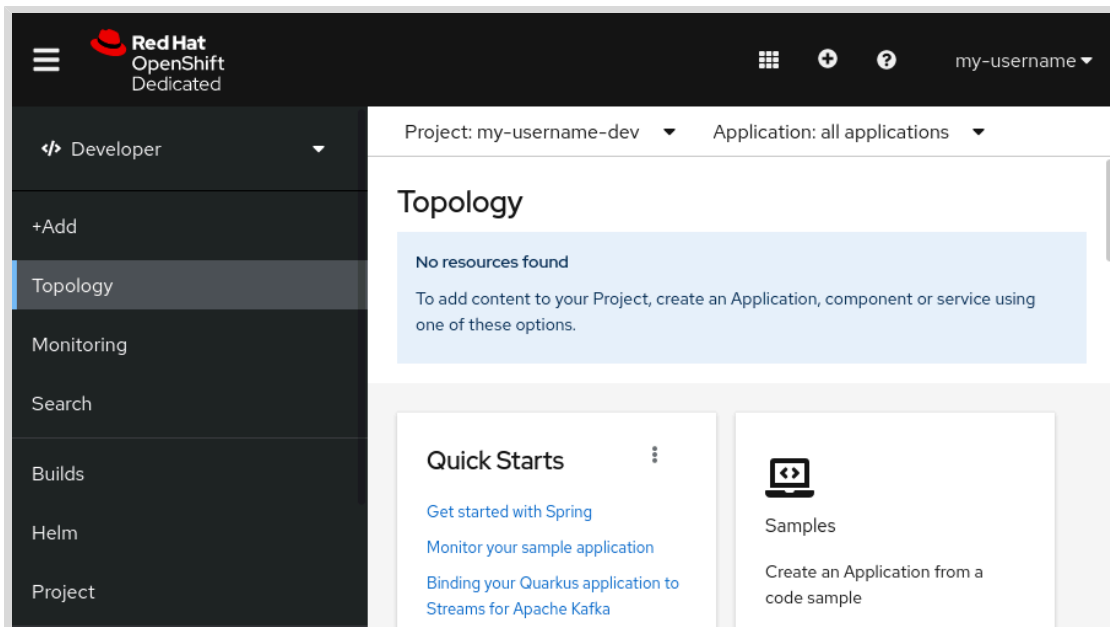 Red Hat
OpenShift
Dedicated
my-username
Developer
Project: my-username-dev
Application: all applications
+Add
Topology
Monitoring
Search
Builds
Helm
Project
Topology
No resources found
To add content to your Project, create an Application, component or service using
one of these options.
Quick Starts
Get started with Spring
Monitor your sample application
Binding your Quarkus application to
Streams for Apache Kafka
Samples
Create an Application from a
code sample